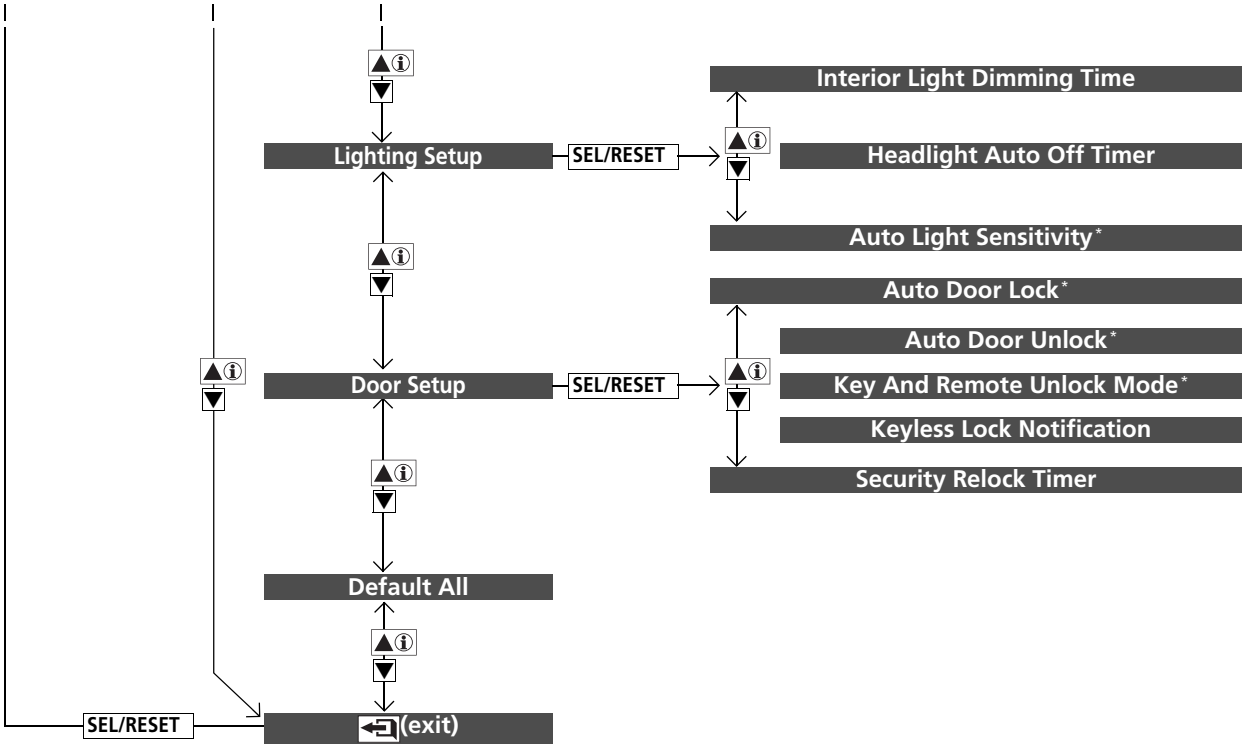 Interior Light Dimming Time
Lighting Setup
SEL/RESET
Headlight Auto Off Timer
Auto Light Sensitivity*
Auto Door Lock*
Auto Door Unlock*
Door Setup
SEL/RESET
Key And Remote Unlock Mode*
Keyless Lock Notification
Security Relock Timer
Default All
SEL/RESET
(exit)